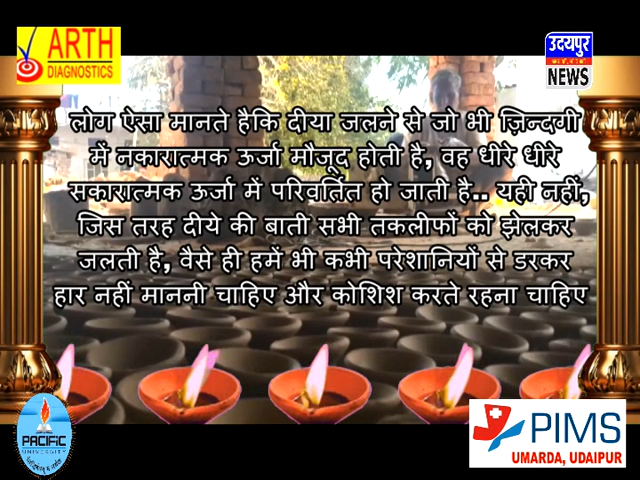 ARTH
DIAGNOSTICS
उदयपुर
NEWS
लोग ऐसा मानते हैकि दीया जलने से जो भी ज़िन्दगी
में नकारात्मक ऊर्जा मौजूद होती है, वह धीरे धीरे
सकारात्मक ऊर्जा में परिवर्तित हो जाती है.. यही नहीं,
जिस तरह दीये की बाती सभी तकलीफों को झेलकर
जलती है, वैसे ही हमें भी कभी परेशानियों से डरकर
हार नहीं माननी चाहिए और कोशिश करते रहना चाहिए
PACIFIC
UNIVERSITY
PIMS
UMARDA, UDAIPUR